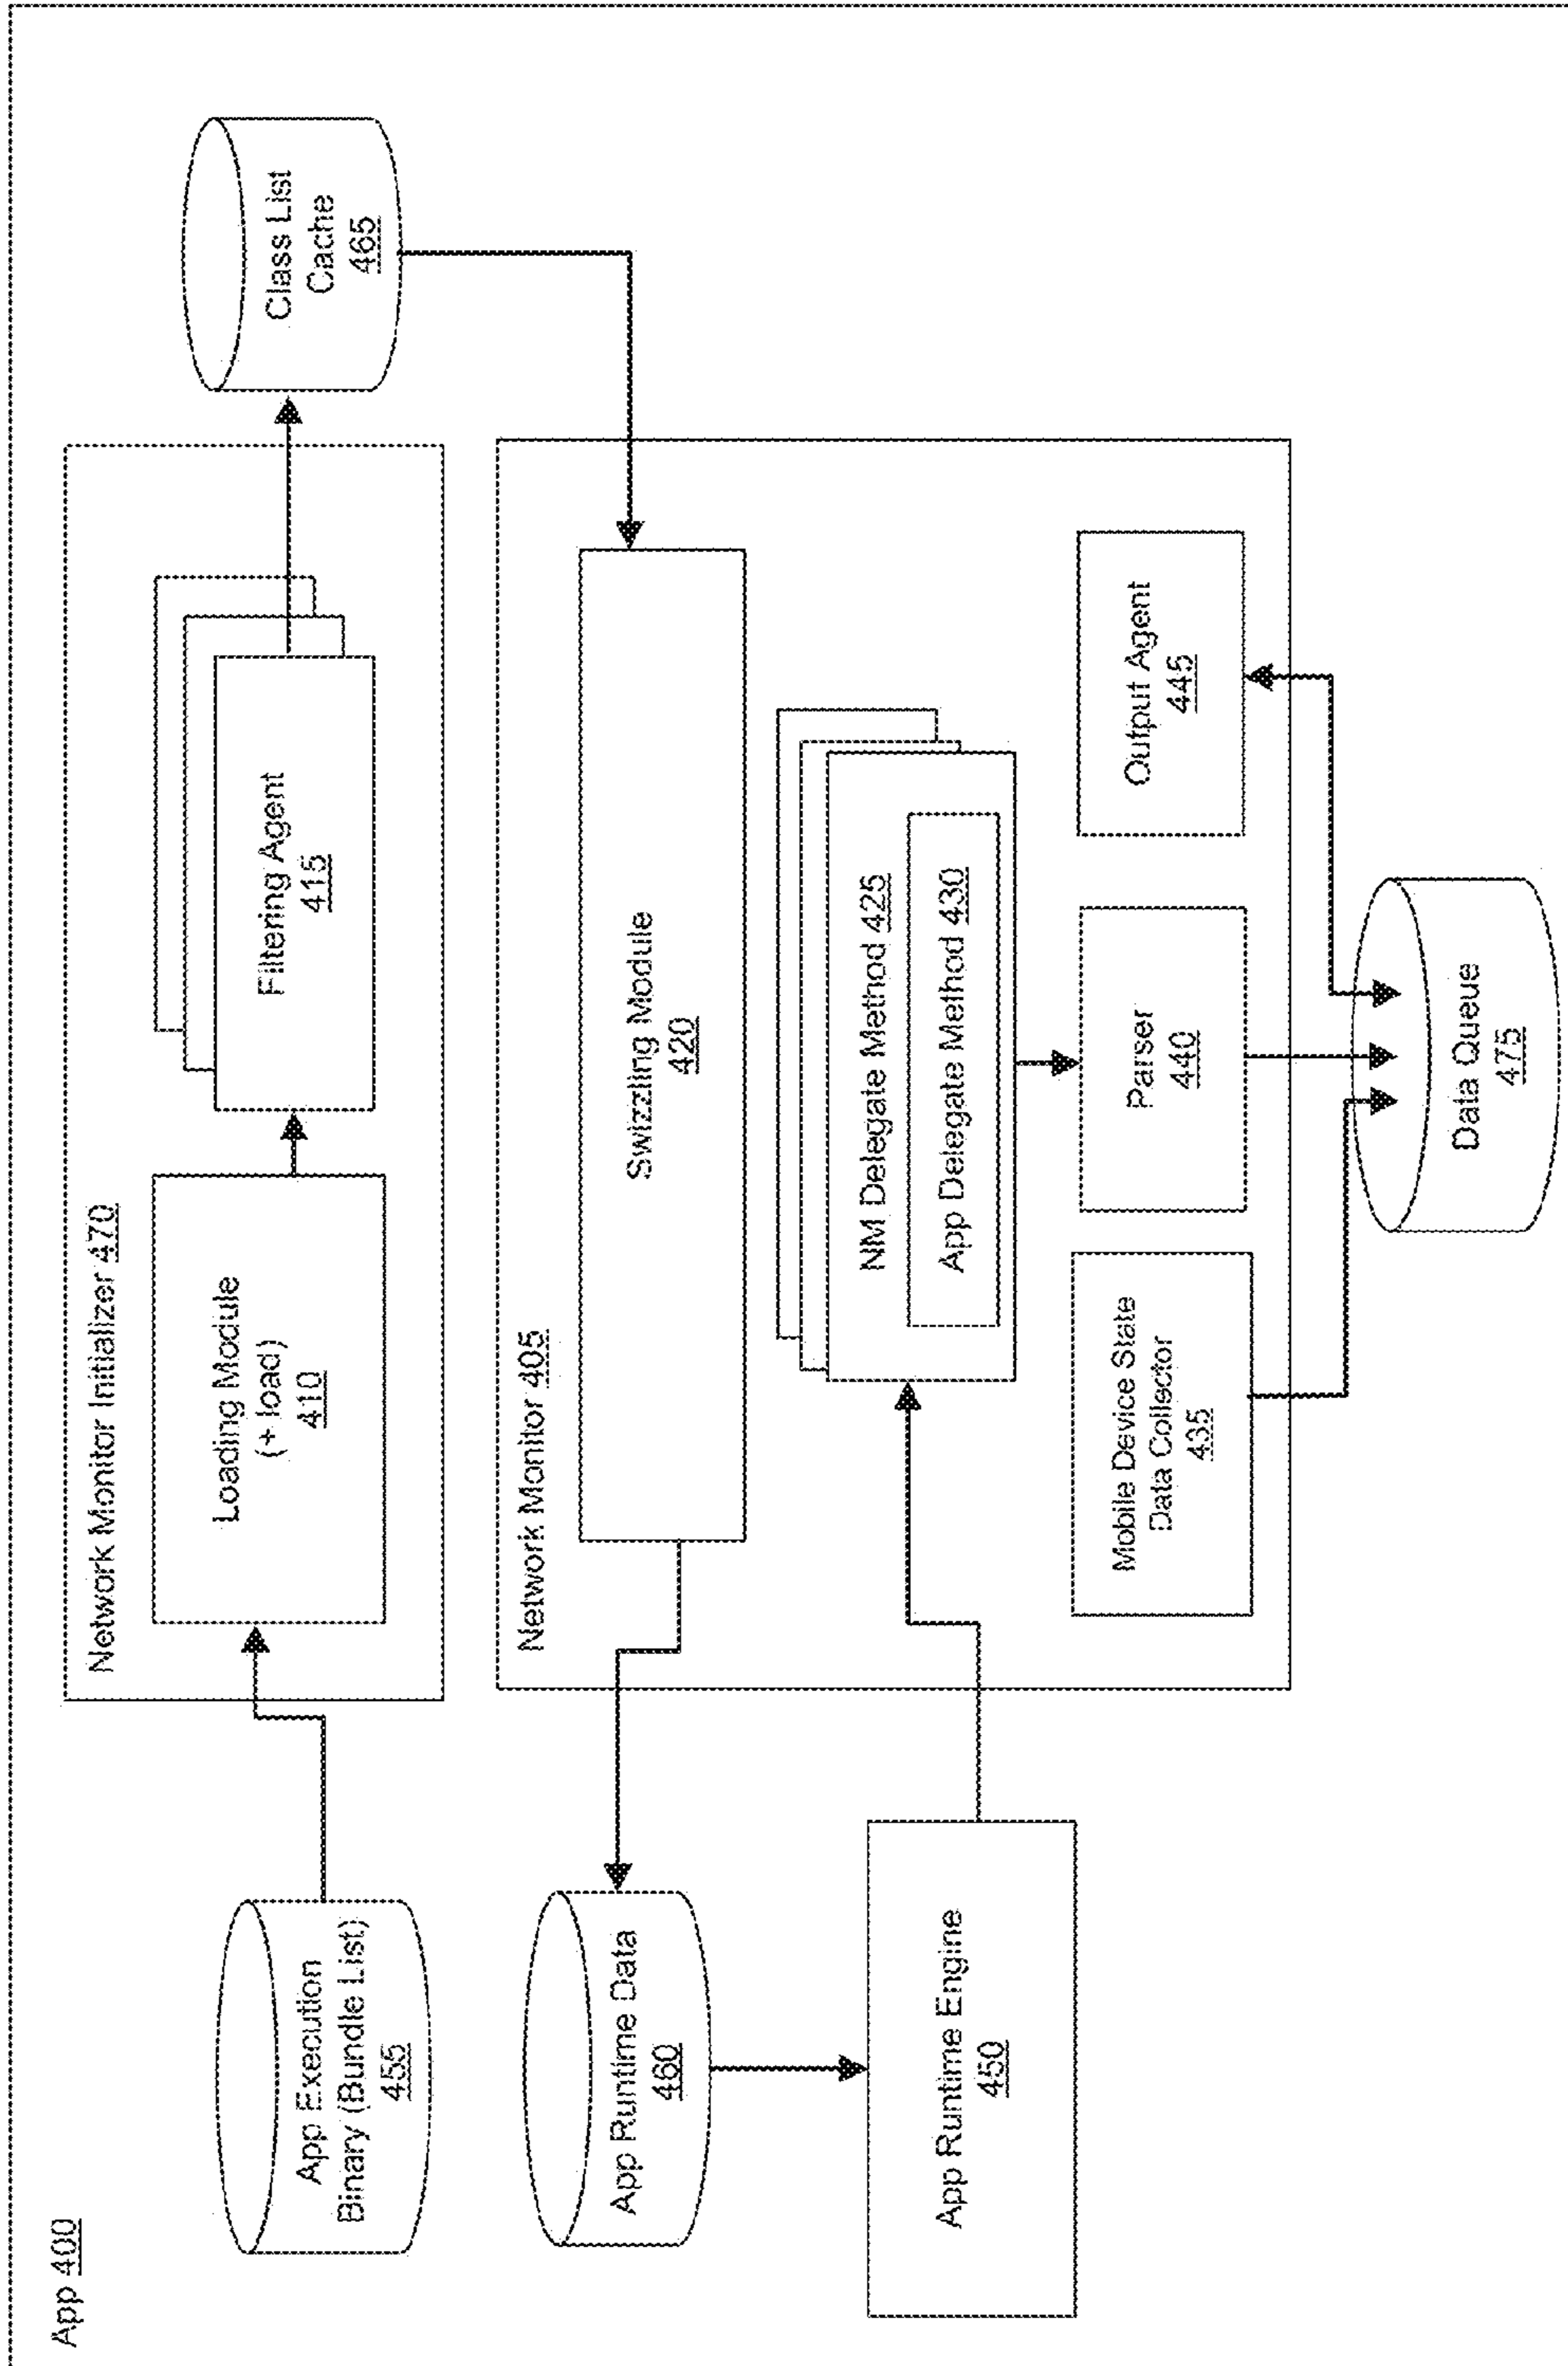 App 400
Network Monitor Initializer 470
App Execution
Binary (Bundle List)
455
Loading Module
(+ load)
410
Filtering Agent
415
Class List
Cache
465
Network Monitor 405
App Runtime Data
460
Swizzling Module
420
App Runtime Engine
450
NM Delegate Method 425
App Delegate Method 430
Mobile Device State
Data Collector
435
Parser
440
Output Agent
445
Data Queue
475